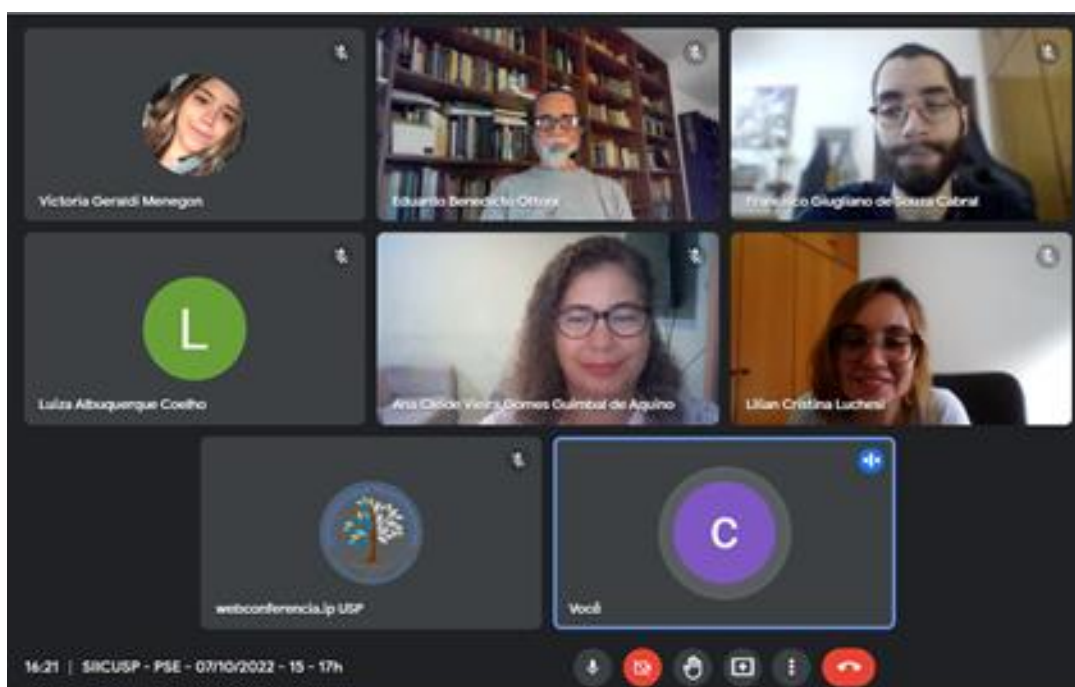 Victoria Geraldi Menegon
Eduardo Benedicto Ottoni
Francisco Giugliano de Souza Cabral
L
Luiza Albuquerque Coelho
Ana Cleide Vieira Gomes Guimbal de Aquino
Lilian Cristina Luchesi
webconferencia.ip USP
C
Você
16:21 | SIICUSP - PSE - 07/10/2022 - 15 - 17h